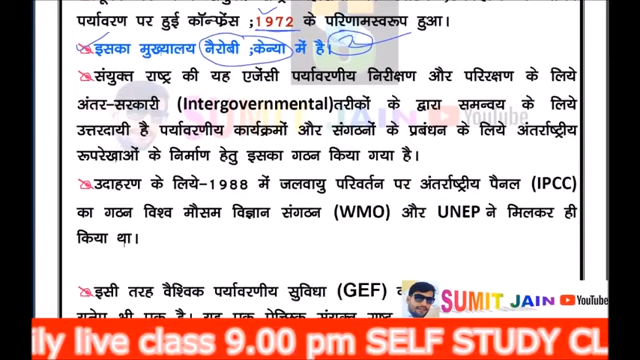 पर्यावरण पर हुई कॉन्फ्रेंस 1972 के परिणामस्वरूप हुआ।
इसका मुख्यालय नैरोबी ;केन्या में है।
संयुक्त राष्ट्र की यह एजेंसी पर्यावरणीय निरीक्षण और परिरक्षण के लिये
अंतर–सरकारी (Intergovernmental)तरीकों के द्वारा समन्वय के लिये
उत्तरदायी है पर्यावरणीय कार्यक्रमों और संगठनों के प्रबंधन के लिये अंतर्राष्ट्रीय
रूपरेखाओं के निर्माण हेतु इसका गठन किया गया है।
उदाहरण के लिये-1988 में जलवायु परिवर्तन पर अंतर्राष्ट्रीय पैनल (IPCC)
का गठन विश्व मौसम विज्ञान संगठन (WMO) और UNEP ने मिलकर ही
किया था।
इसी तरह वैश्विक पर्यावरणीय सुविधा (GEF)
SUMIT JAIN YouTube
ily live class 9.00 pm SELF STUDY CL